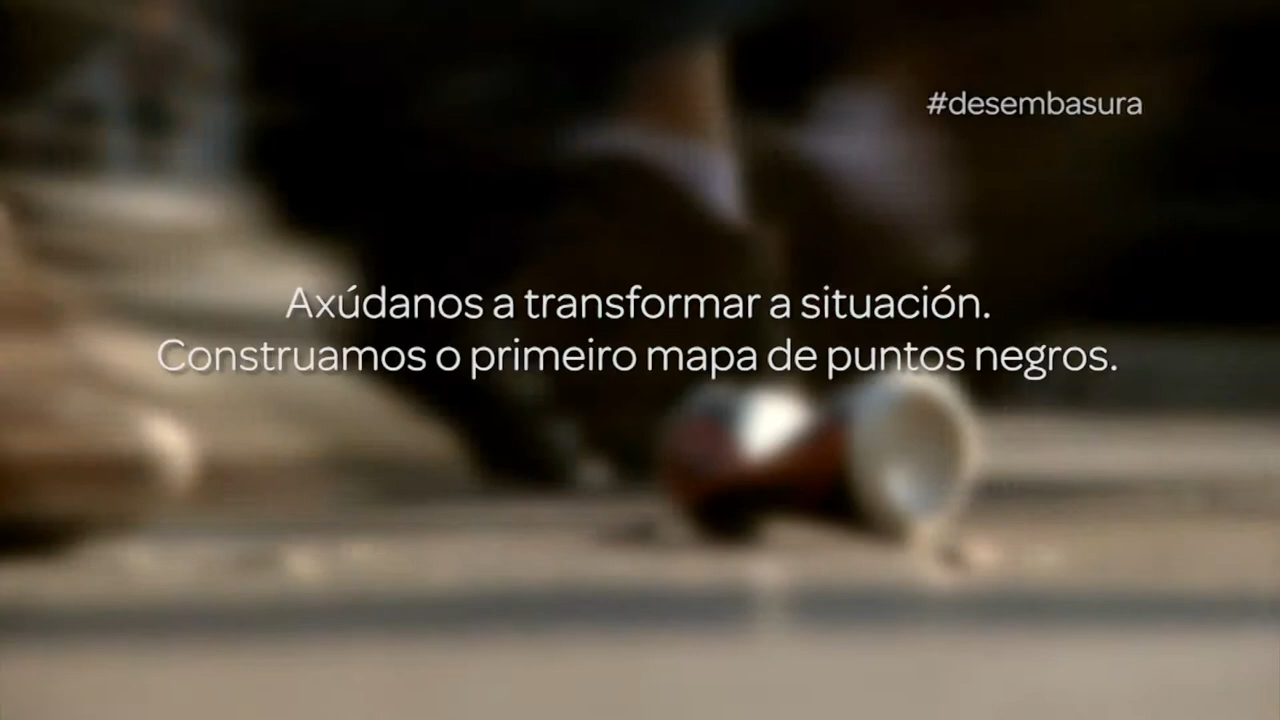 #desembasura
Axúdanos a transformar a situación.
Construamos o primeiro mapa de puntos negros.